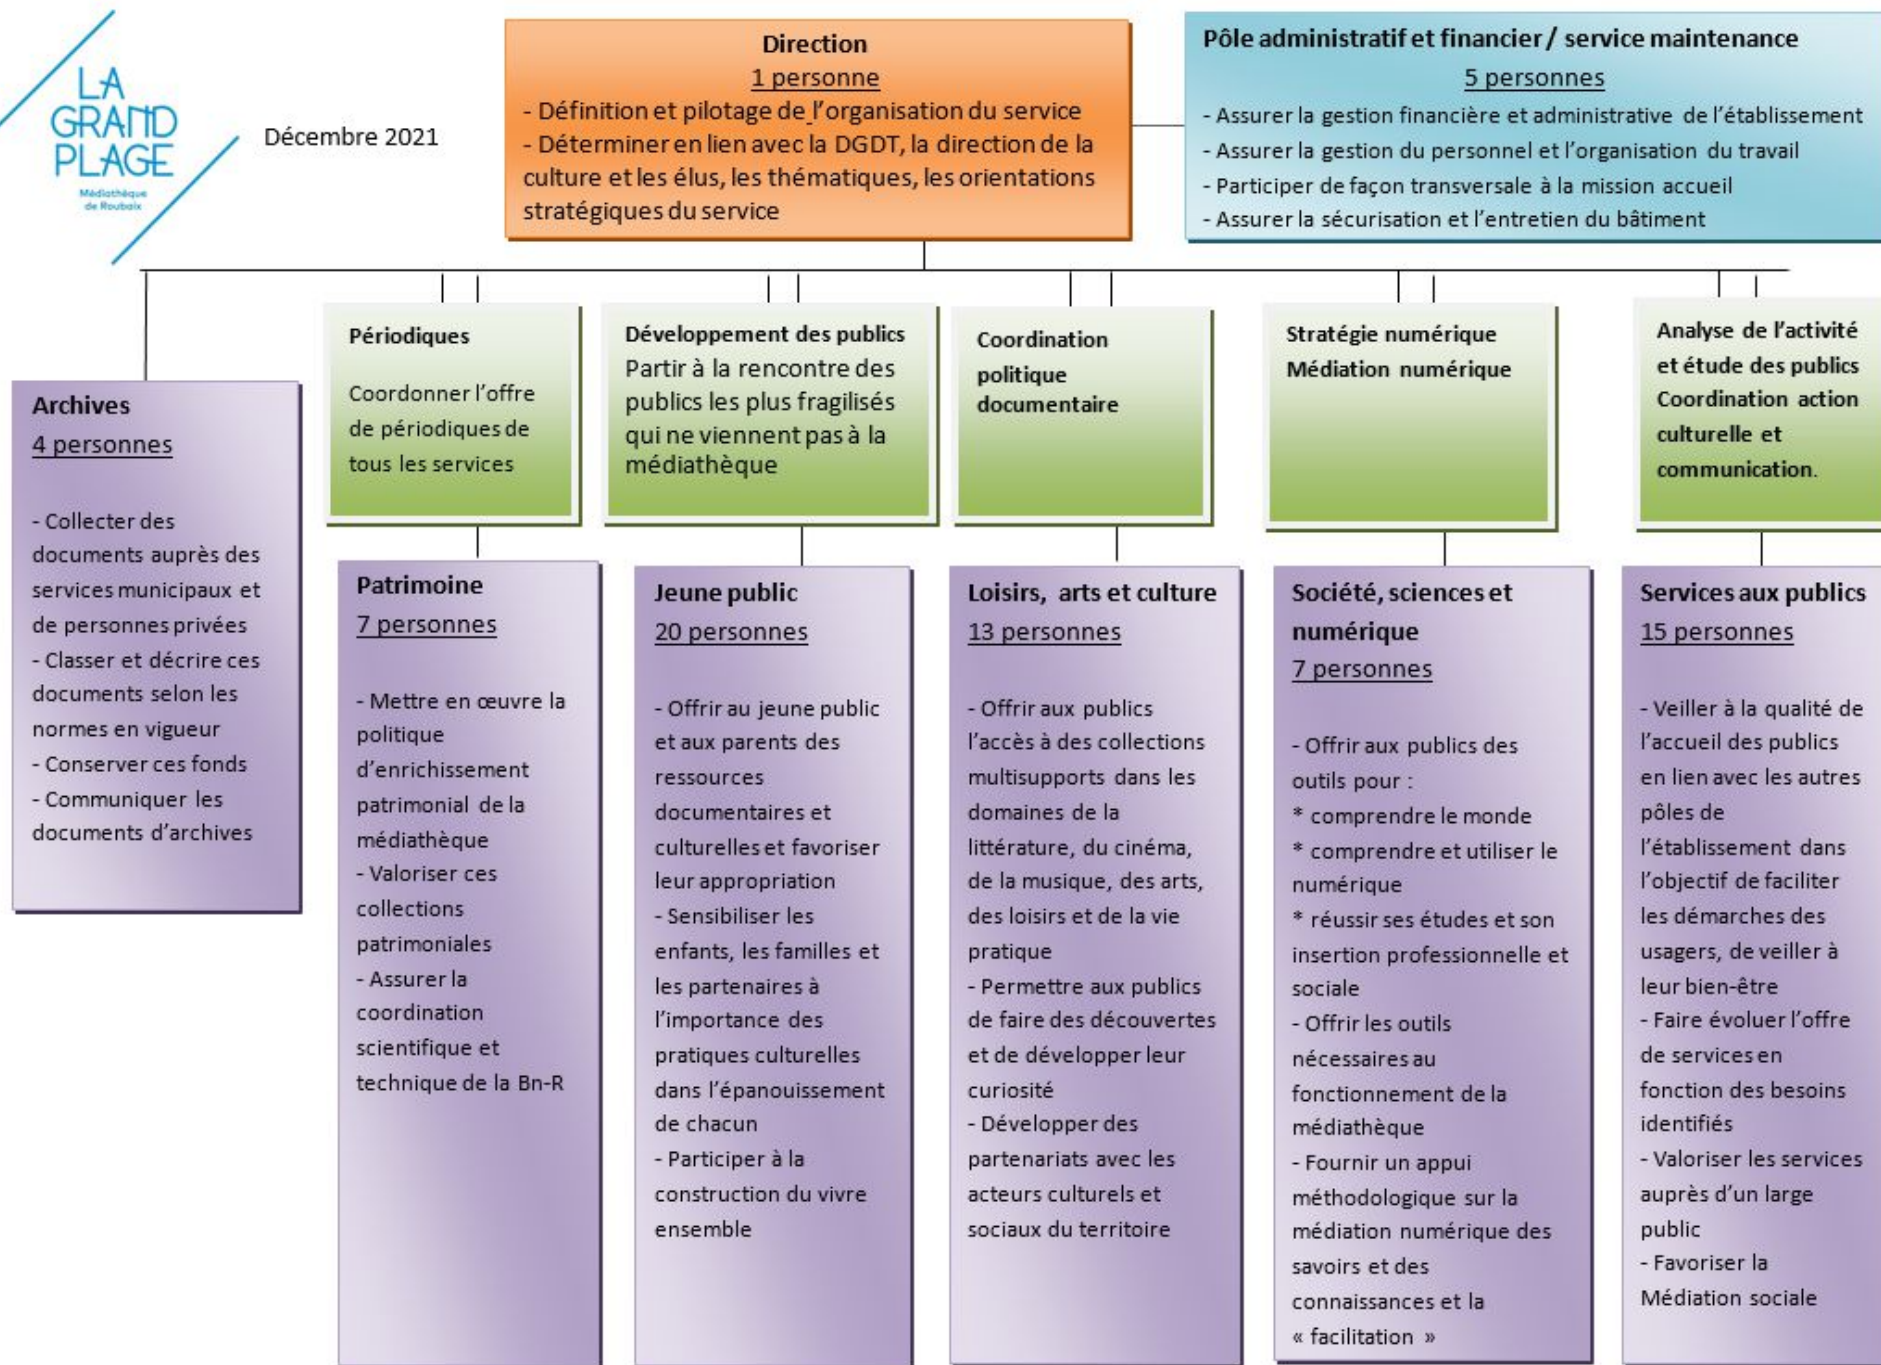 LA
GRAND
PLAGE
Médiathèque
de Roubaix
Décembre 2021
Direction
1 personne
- Définition et pilotage de l'organisation du service
- Déterminer en lien avec la DGDT, la direction de la
culture et les élus, les thématiques, les orientations
stratégiques du service
Pôle administratif et financier / service maintenance
5 personnes
- Assurer la gestion financière et administrative de l'établissement
- Assurer la gestion du personnel et l'organisation du travail
- Participer de façon transversale à la mission accueil
- Assurer la sécurisation et l'entretien du bâtiment
Archives
4 personnes
- Collecter des
documents auprès des
services municipaux et
de personnes privées
- Classer et décrire ces
documents selon les
normes en vigueur
- Conserver ces fonds
- Communiquer les
documents d'archives
Périodiques
Coordonner l'offre
de périodiques de
tous les services
Développement des publics
Partir à la rencontre des
publics les plus fragilisés
qui ne viennent pas à la
médiathèque
Coordination
politique
documentaire
Stratégie numérique
Médiation numérique
Analyse de l'activité
et étude des publics
Coordination action
culturelle et
communication.
Patrimoine
7 personnes
- Mettre en œuvre la
politique
d'enrichissement
patrimonial de la
médiathèque
- Valoriser ces
collections
patrimoniales
- Assurer la
coordination
scientifique et
technique de la Bn-R
Jeune public
20 personnes
- Offrir au jeune public
et aux parents des
ressources
documentaires et
culturelles et favoriser
leur appropriation
- Sensibiliser les
enfants, les familles et
les partenaires à
l'importance des
pratiques culturelles
dans l'épanouissement
de chacun
- Participer à la
construction du vivre
ensemble
Loisirs, arts et culture
13 personnes
- Offrir aux publics
l'accès à des collections
multisupports dans les
domaines de la
littérature, du cinéma,
de la musique, des arts,
des loisirs et de la vie
pratique
- Permettre aux publics
de faire des découvertes
et de développer leur
curiosité
- Développer des
partenariats avec les
acteurs culturels et
sociaux du territoire
Société, sciences et
numérique
7 personnes
- Offrir aux publics des
outils pour :
* comprendre le monde
* comprendre et utiliser le
numérique
* réussir ses études et son
insertion professionnelle et
sociale
- Offrir les outils
nécessaires au
fonctionnement de la
médiathèque
- Fournir un appui
méthodologique sur la
médiation numérique des
savoirs et des
connaissances et la
« facilitation »
Services aux publics
15 personnes
- Veiller à la qualité de
l'accueil des publics
en lien avec les autres
pôles de
l'établissement dans
l'objectif de faciliter
les démarches des
usagers, de veiller à
leur bien-être
- Faire évoluer l'offre
de services en
fonction des besoins
identifiés
- Valoriser les services
auprès d'un large
public
- Favoriser la
Médiation sociale